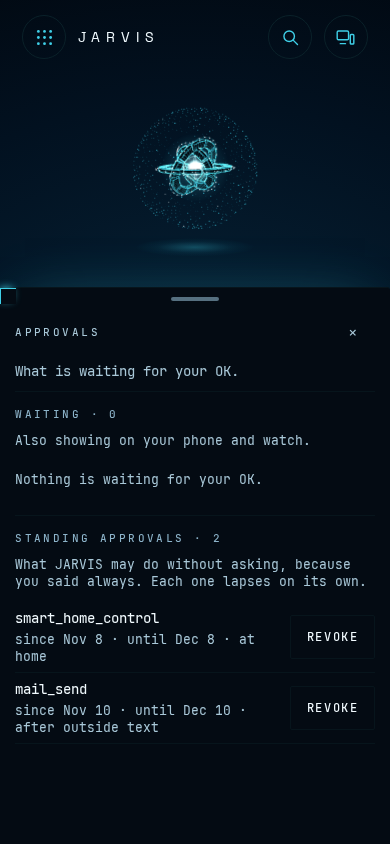 JARVIS
APPROVALS
×
What is waiting for your OK.
WAITING · 0
Also showing on your phone and watch.
Nothing is waiting for your OK.
STANDING APPROVALS · 2
What JARVIS may do without asking, because
you said always. Each one lapses on its own.
smart_home_control
since Nov 8 · until Dec 8 · at
home
REVOKE
mail_send
since Nov 10 · until Dec 10 ·
after outside text
REVOKE